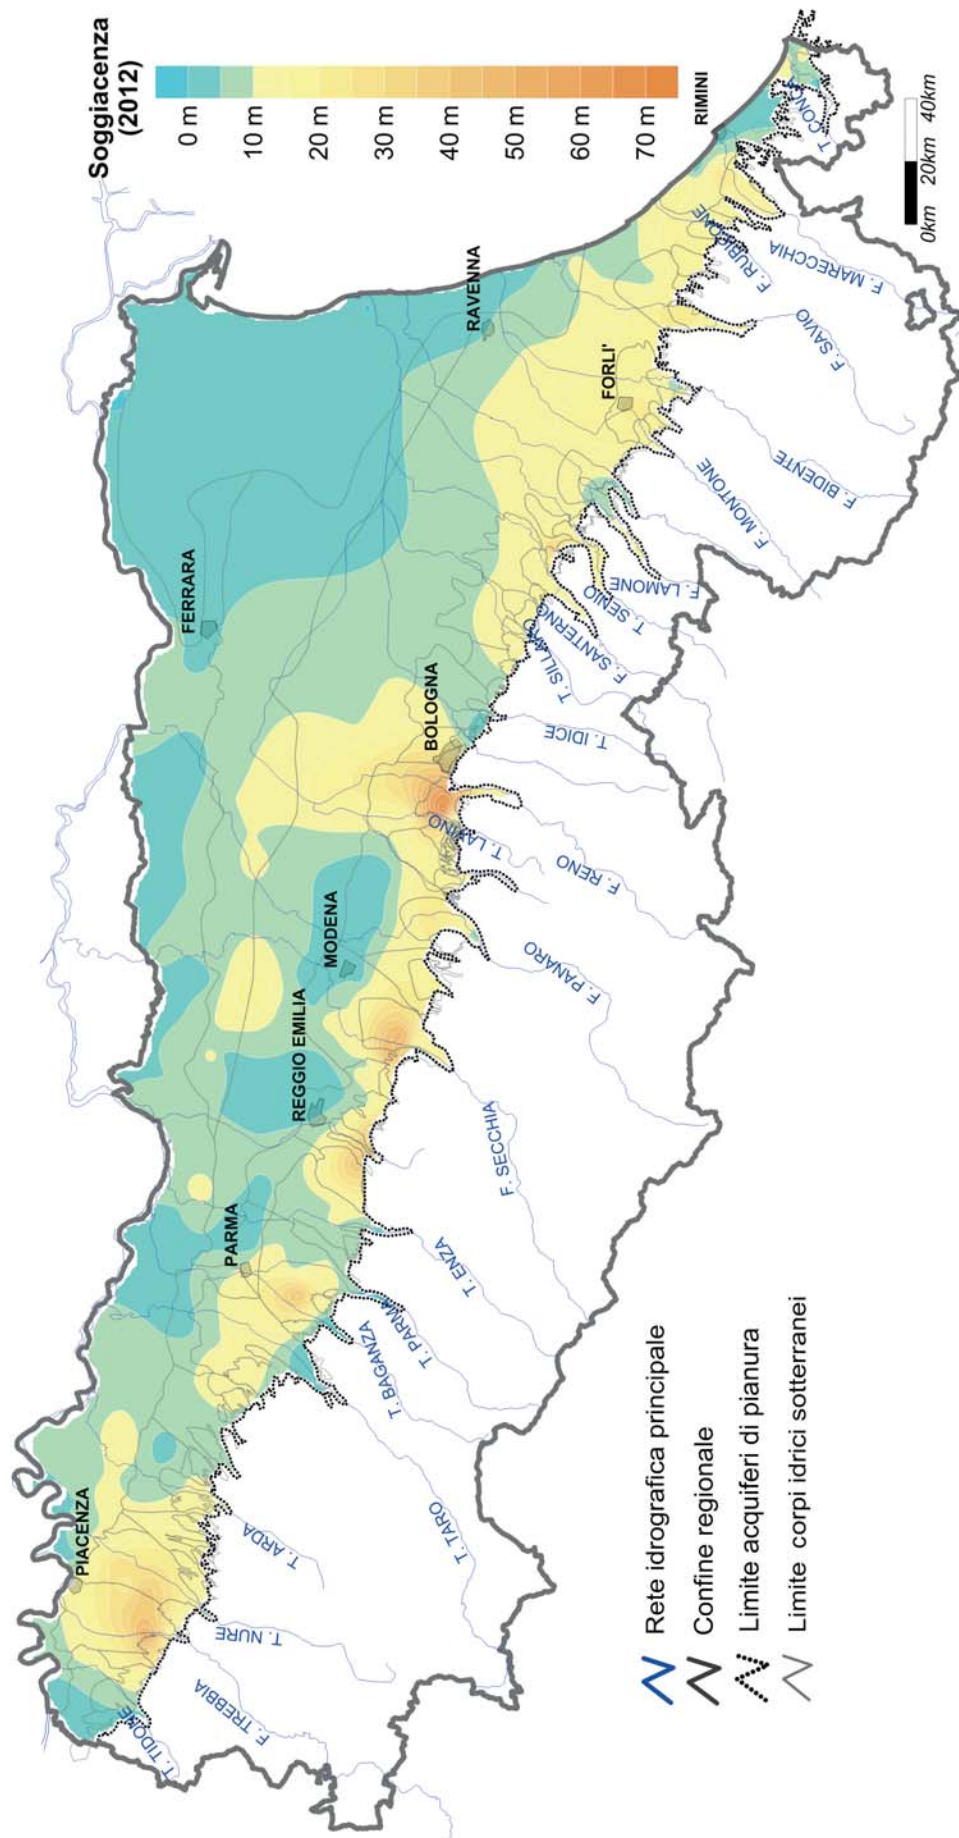 Soggiacenza
(2012)
0 m
10 m
20 m
30 m
40 m
50 m
60 m
70 m
PIACENZA
PARMA
REGGIO EMILIA
MODENA
BOLOGNA
FERRARA
RAVENNA
FORLI'
RIMINI
T. TIDONE
F. TREBBIA
T. NURE
T. ARDA
T. TARO
T. BAGANZA
T. PARMA
T. ENZA
F. SECCHIA
F. PANARO
T. LAVINO
F. RENO
T. IDICE
T. SILLARO
F. SANTERNO
T. SENIO
F. LAMONE
F. MONTONE
F. BIDENTE
F. SAVIO
F. RUBICONE
F. MARECCHIA
T. CONCA
Rete idrografica principale
Confine regionale
Limite acquiferi di pianura
Limite corpi idrici sotterranei
0km 20km 40km